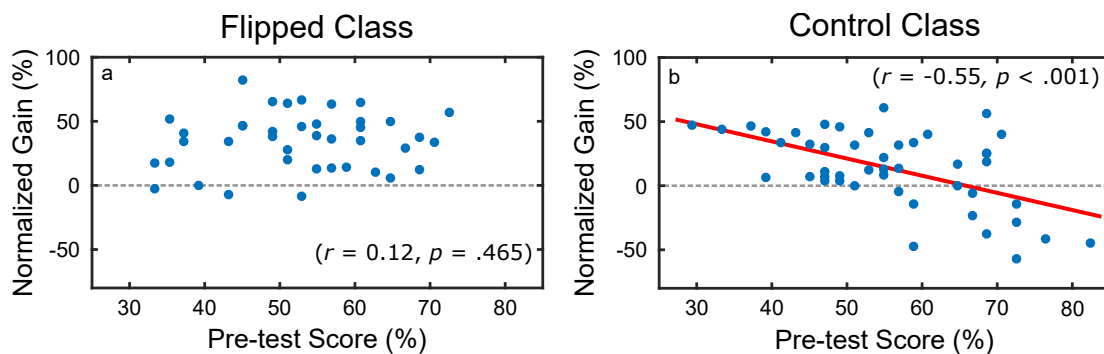 Flipped Class
Normalized Gain (%)
100
50
0
-50
a
(r = 0.12, p = .465)
30 40 50 60 70 80
Pre-test Score (%)
Control Class
Normalized Gain (%)
100
50
0
-50
b
(r = -0.55, p < .001)
30 40 50 60 70 80
Pre-test Score (%)